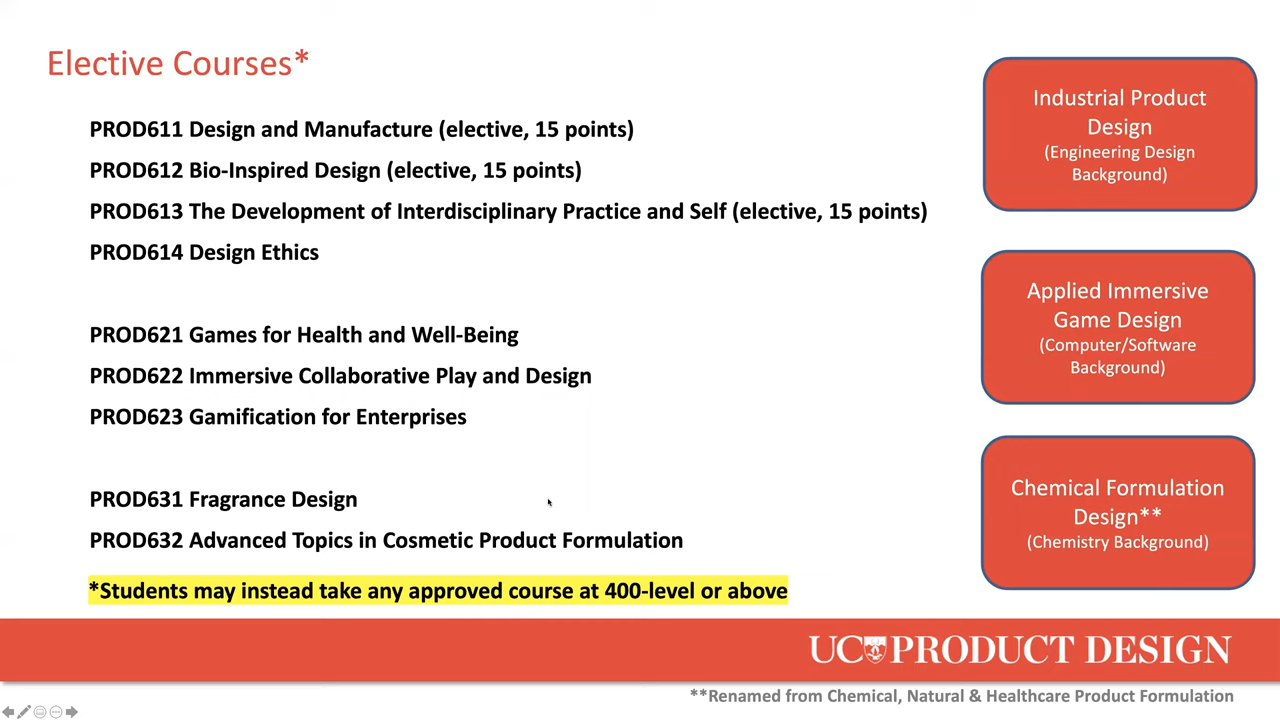 Elective Courses*
PROD611 Design and Manufacture (elective, 15 points)
PROD612 Bio-Inspired Design (elective, 15 points)
PROD613 The Development of Interdisciplinary Practice and Self (elective, 15 points)
PROD614 Design Ethics
Industrial Product
Design
(Engineering Design
Background)
PROD621 Games for Health and Well-Being
PROD622 Immersive Collaborative Play and Design
PROD623 Gamification for Enterprises
Applied Immersive
Game Design
(Computer/Software
Background)
PROD631 Fragrance Design
PROD632 Advanced Topics in Cosmetic Product Formulation
Chemical Formulation
Design**
(Chemistry Background)
*Students may instead take any approved course at 400-level or above
UC PRODUCT DESIGN
**Renamed from Chemical, Natural & Healthcare Product Formulation